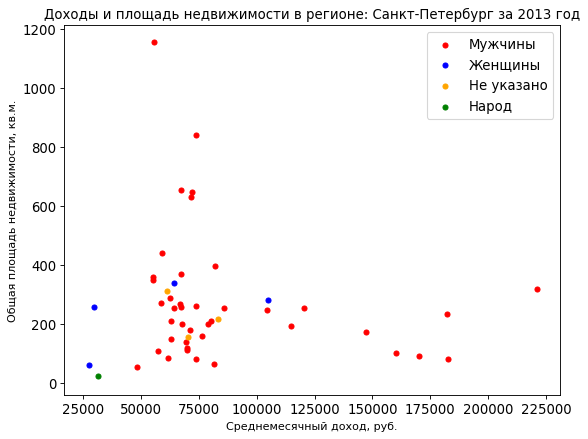 Доходы и площадь недвижимости в регионе: Санкт-Петербург за 2013 год
Мужчины
Женщины
Не указано
Народ
1200
1000
800
600
400
200
0
Общая площадь недвижимости, кв.м.
25000 50000 75000 100000 125000 150000 175000 200000 225000
Среднемесячный доход, руб.